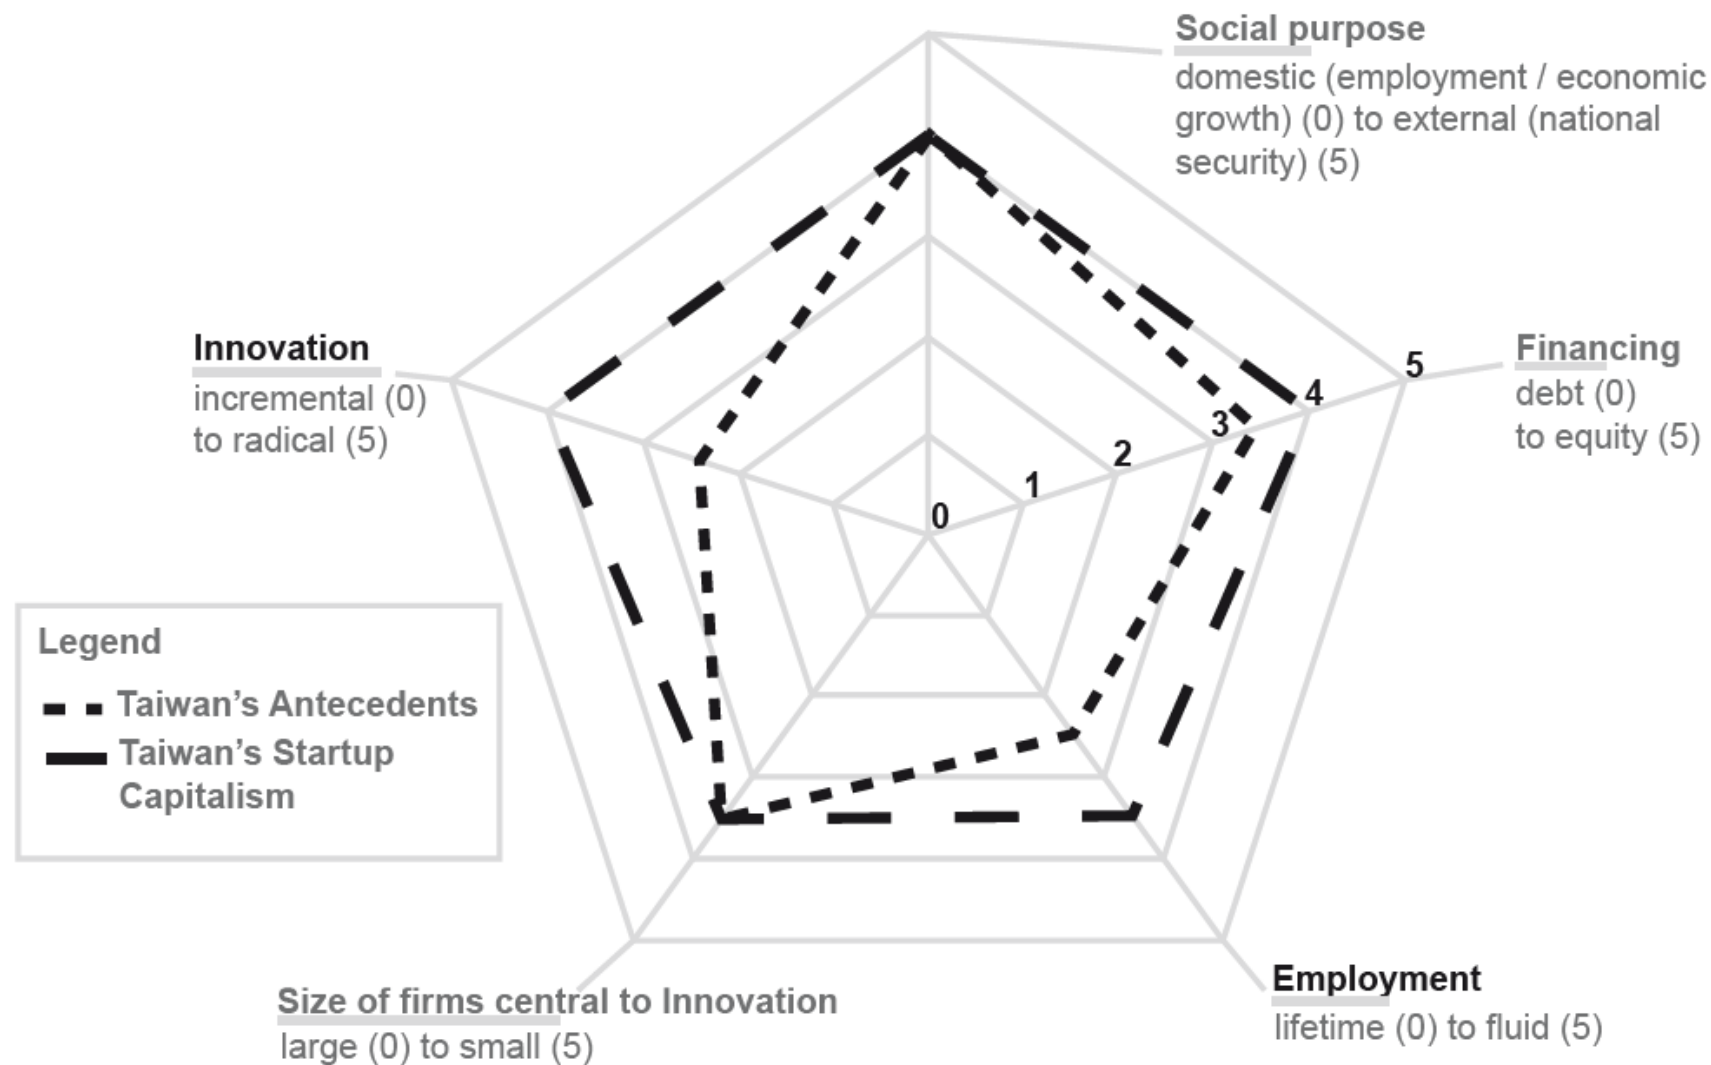 Social purpose
domestic (employment / economic
growth) (0) to external (national
security) (5)
Innovation
incremental (0)
to radical (5)
Financing
debt (0)
to equity (5)
5
4
3
2
1
0
Legend
Taiwan’s Antecedents
Taiwan’s Startup
Capitalism
Size of firms central to Innovation
large (0) to small (5)
Employment
lifetime (0) to fluid (5)